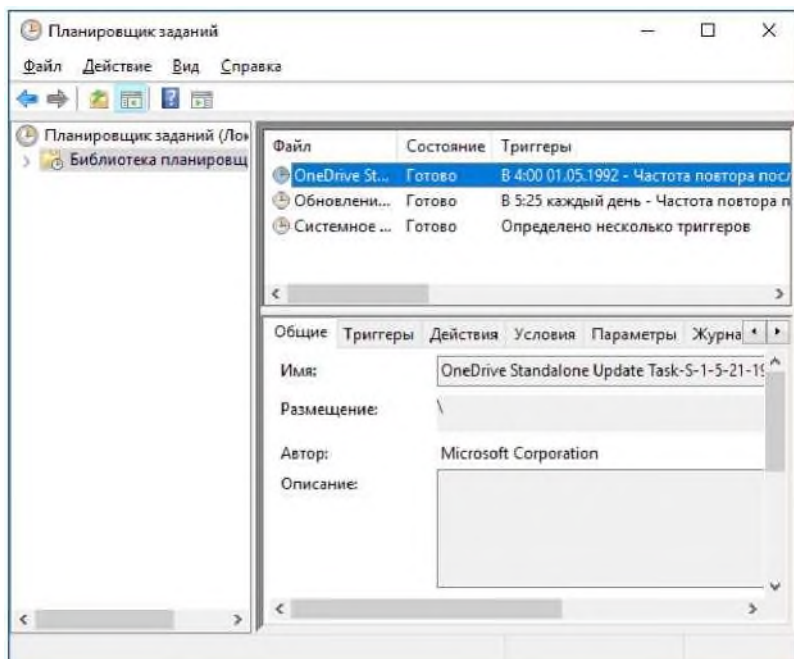 Планировщик заданий
Файл Действие Вид Справка
Планировщик заданий (Лок
Библиотека планировщ
Файл Состояние Триггеры
OneDrive St... Готово В 4:00 01.05.1992 - Частота повтора посл
Обновлени... Готово В 5:25 каждый день - Частота повтора п
Системное ... Готово Определено несколько триггеров
Общие Триггеры Действия Условия Параметры Журна
Имя: OneDrive Standalone Update Task-S-1-5-21-19
Размещение: \
Автор: Microsoft Corporation
Описание: